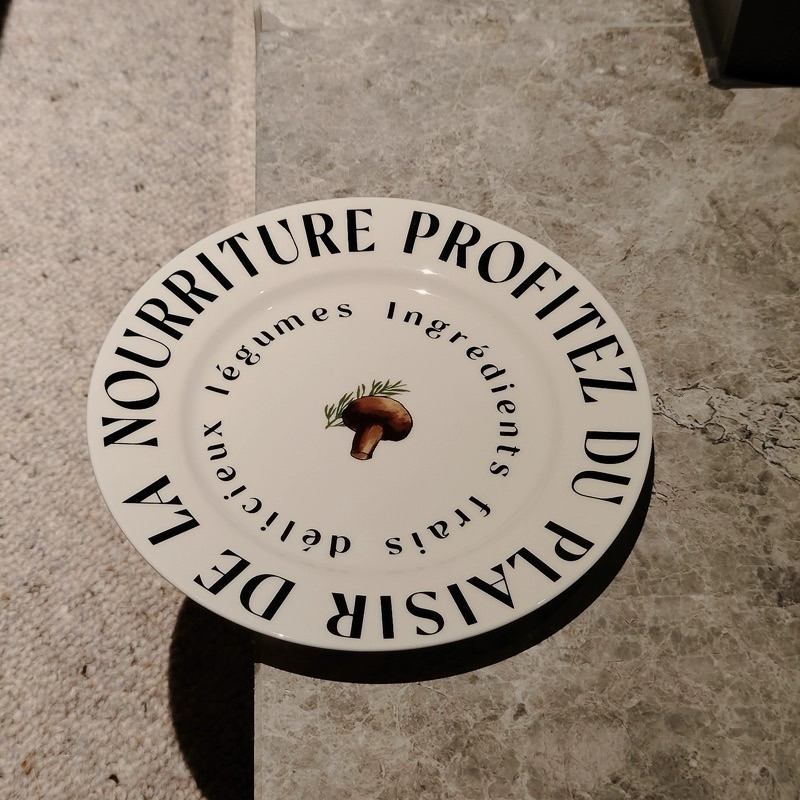 PROFITEZ DU PLAISIR DE LA NOURRITURE
Ingrédients frais délicieux légumes